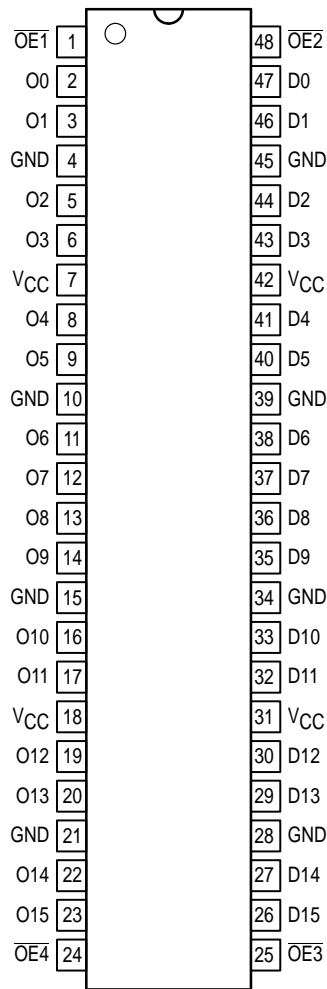 O̅E̅1̅ 1 48 O̅E̅2̅
O0 2 47 D0
O1 3 46 D1
GND 4 45 GND
O2 5 44 D2
O3 6 43 D3
VCC 7 42 VCC
O4 8 41 D4
O5 9 40 D5
GND 10 39 GND
O6 11 38 D6
O7 12 37 D7
O8 13 36 D8
O9 14 35 D9
GND 15 34 GND
O10 16 33 D10
O11 17 32 D11
VCC 18 31 VCC
O12 19 30 D12
O13 20 29 D13
GND 21 28 GND
O14 22 27 D14
O15 23 26 D15
O̅E̅4̅ 24 25 O̅E̅3̅